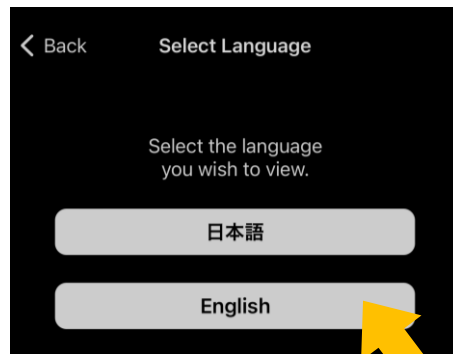 Back Select Language
Select the language
you wish to view.
日本語
English